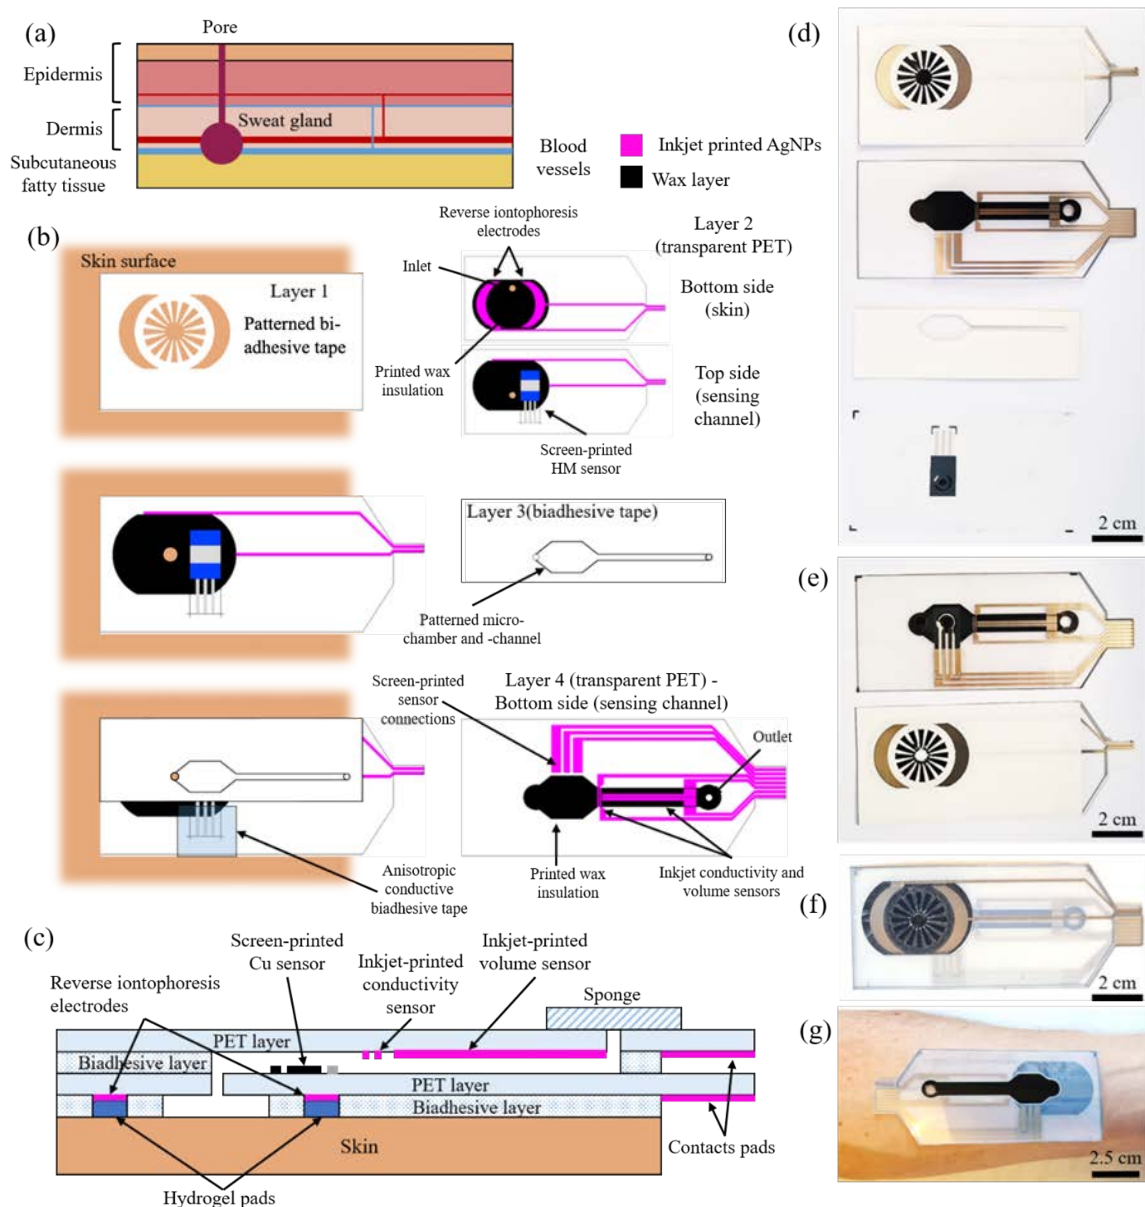 (a)
Pore
Epidermis
Dermis
Sweat gland
Subcutaneous
fatty tissue
Blood
vessels
Inkjet printed AgNPs
Wax layer
(b)
Skin surface
Layer 1
Patterned bi-
adhesive tape
Reverse iontophoresis
electrodes
Inlet
Layer 2
(transparent PET)
Bottom side
(skin)
Printed wax
insulation
Top side
(sensing
channel)
Screen-printed
HM sensor
Layer 3(biadhesive tape)
Patterned micro-
chamber and -channel
Screen-printed
sensor
connections
Layer 4 (transparent PET) -
Bottom side (sensing channel)
Outlet
Anisotropic
conductive
biadhesive tape
Printed wax
insulation
Inkjet conductivity and
volume sensors
(c)
Screen-printed
Cu sensor
Inkjet-printed
conductivity
sensor
Inkjet-printed
volume sensor
Reverse iontophoresis
electrodes
Sponge
PET layer
Biadhesive layer
PET layer
Biadhesive layer
Skin
Contacts pads
Hydrogel pads
(d)
2 cm
(e)
2 cm
(f)
2 cm
(g)
2.5 cm